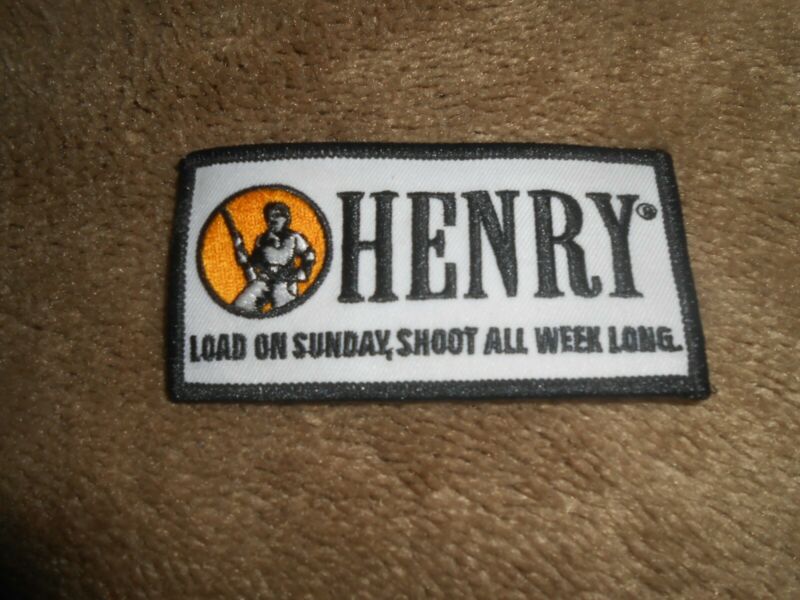 HENRY®
LOAD ON SUNDAY, SHOOT ALL WEEK LONG.